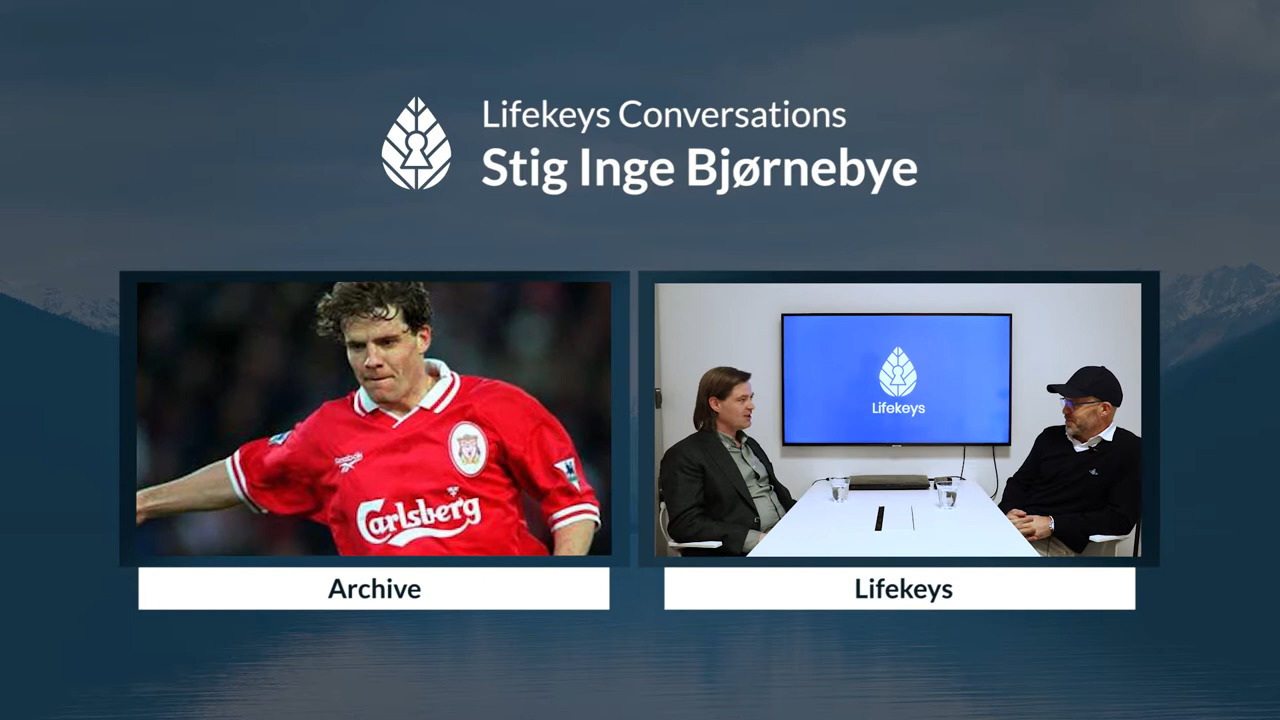 Lifekeys Conversations
Stig Inge Bjørnebye
Reebok
Carlsberg
Lifekeys
Archive
Lifekeys